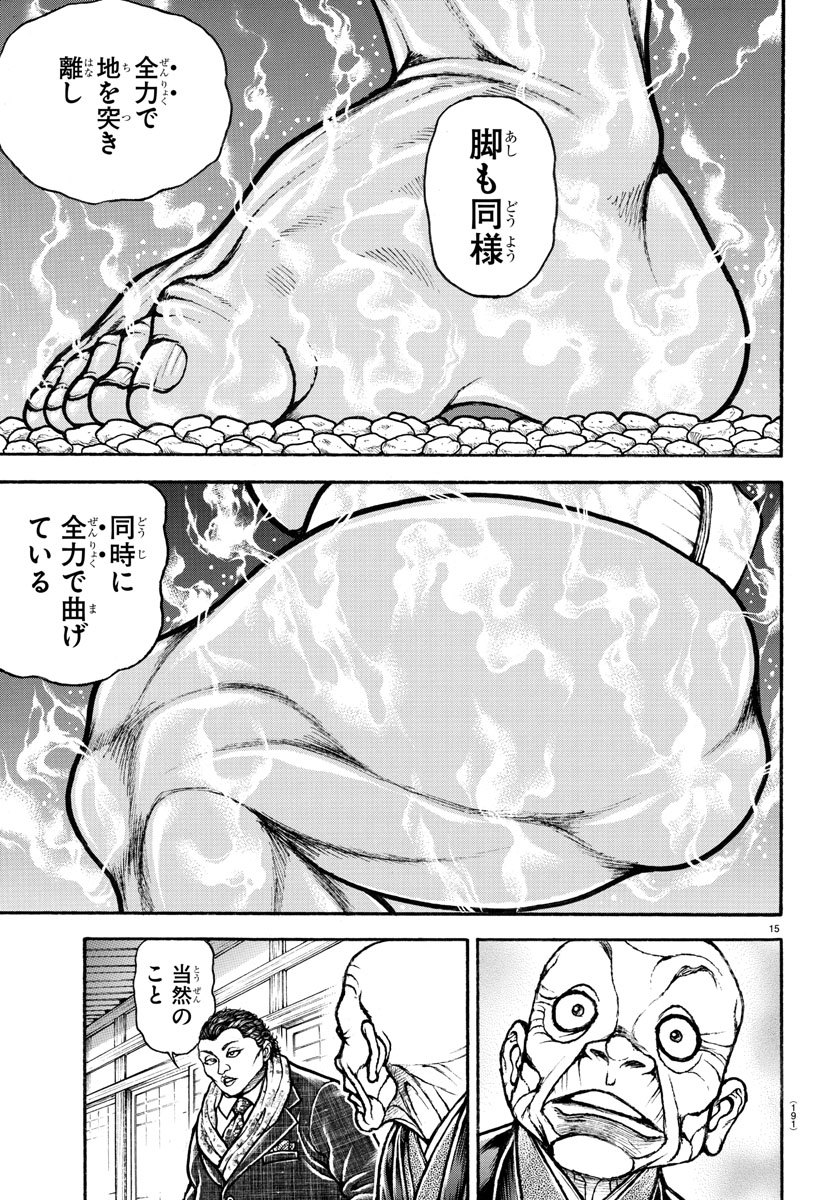 脚も同様
全力で
地を突き
離し
同時に
全力で曲げ
ている
15
当然の
こと
(191)